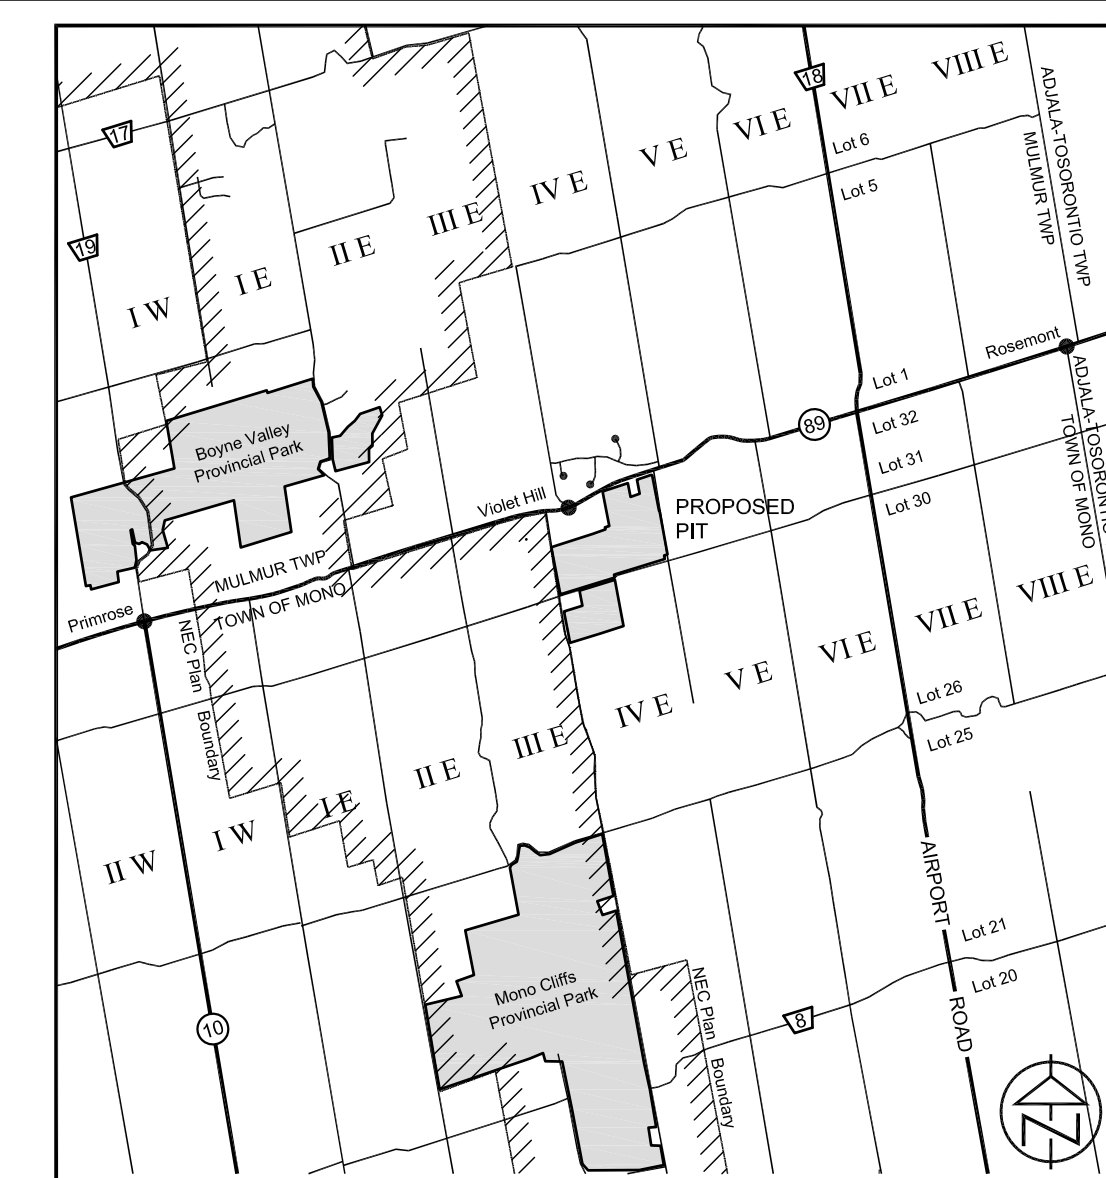 18
VIII E
VII E
VI E
V E
IV E
III E
II E
I E
I W
17
19
Lot 6
Lot 5
ADJALA-TOSORONTIO TWP
MULMUR TWP
Rosemont
Lot 1
89
Lot 32
Lot 31
Lot 30
ADJALA-TOSORONTIO
TOWN OF MONO
Boyne Valley
Provincial Park
Violet Hill
PROPOSED
PIT
MULMUR TWP
TOWN OF MONO
Primrose
NEC Plan
Boundary
VIII E
VII E
VI E
V E
IV E
III E
II E
I E
I W
II W
Lot 26
Lot 25
AIRPORT
ROAD
Lot 21
Lot 20
Mono Cliffs
Provincial Park
NEC Plan
Boundary
8
10
N